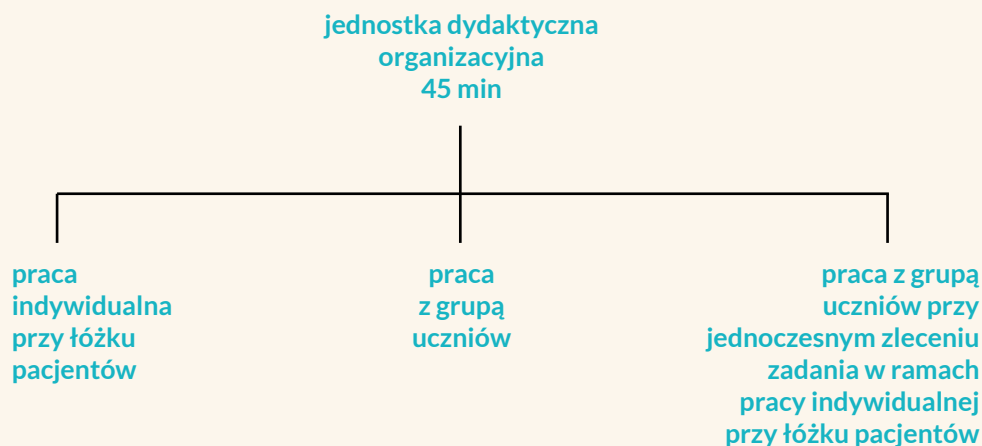 jednostka dydaktyczna
organizacyjna
45 min
praca
indywidualna
przy łóżku
pacjentów
praca
z grupą
uczniów
praca z grupą
uczniów przy
jednoczesnym zleceniu
zadania w ramach
pracy indywidualnej
przy łóżku pacjentów